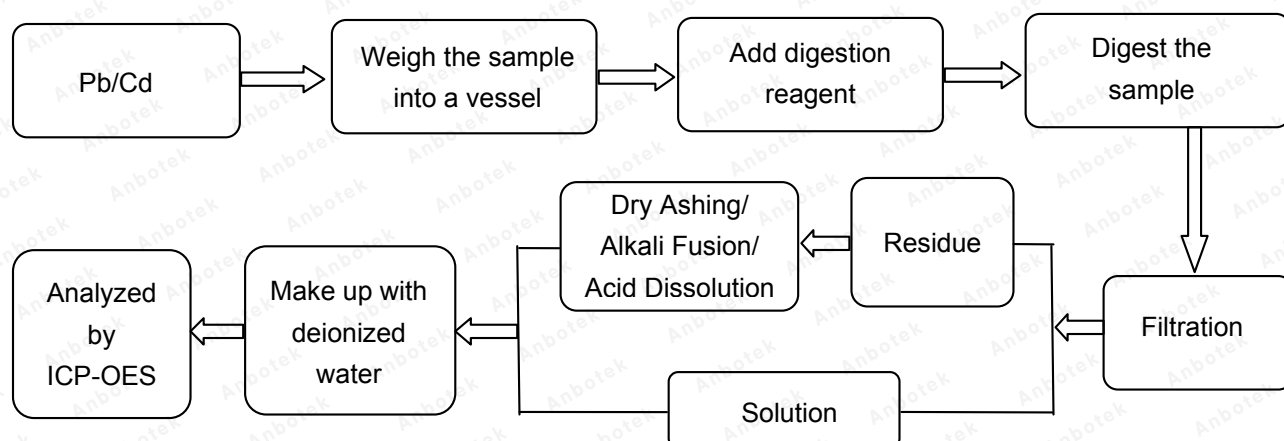 Pb/Cd
Weigh the sample
into a vessel
Add digestion
reagent
Digest the
sample
Filtration
Residue
Dry Ashing/
Alkali Fusion/
Acid Dissolution
Solution
Make up with
deionized
water
Analyzed
by
ICP-OES
Anbotek